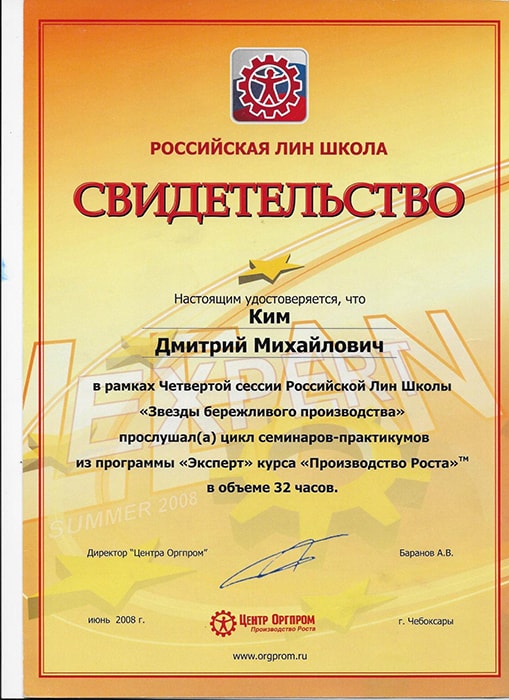 РОССИЙСКАЯ ЛИН ШКОЛА
СВИДЕТЕЛЬСТВО
Настоящим удостоверяется, что
Ким
Дмитрий Михайлович
в рамках Четвертой сессии Российской Лин Школы
«Звезды бережливого производства»
прослушал(а) цикл семинаров-практикумов
из программы «Эксперт» курса «Производство Роста»™
в объеме 32 часов.
LEAN
EXPERT
SUMMER 2008
Директор "Центра Оргпром"
Баранов А.В.
июнь 2008 г.
ЦЕНТР ОРГПРОМ
Производство Роста
г. Чебоксары
www.orgprom.ru